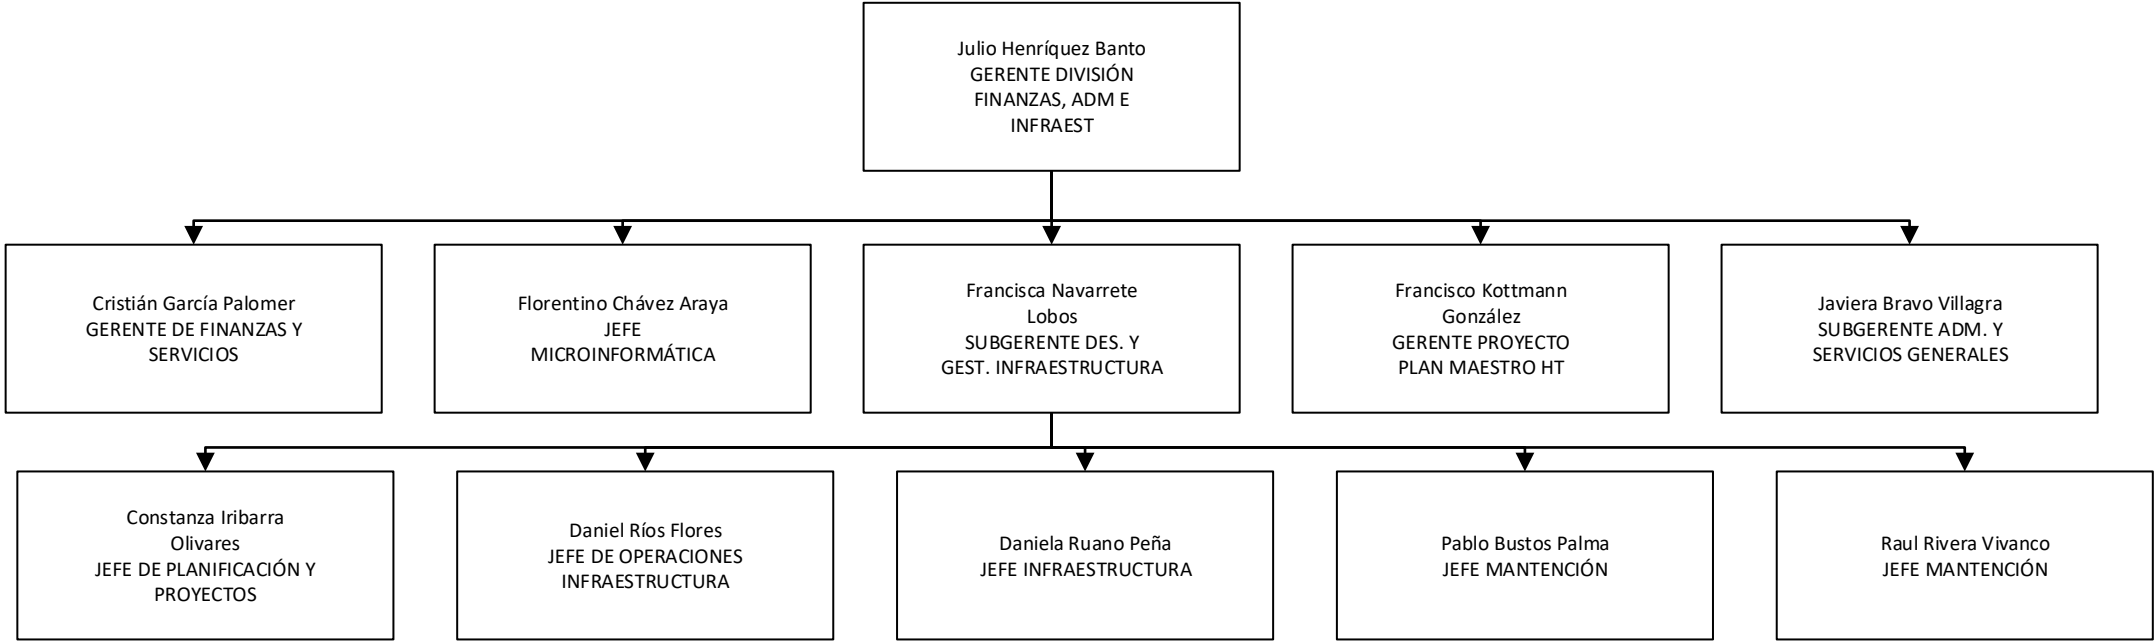 Julio Henríquez Banto
GERENTE DIVISIÓN
FINANZAS, ADM E
INFRAEST
Cristián García Palomer
GERENTE DE FINANZAS Y
SERVICIOS
Florentino Chávez Araya
JEFE
MICROINFORMÁTICA
Francisca Navarrete
Lobos
SUBGERENTE DES. Y
GEST. INFRAESTRUCTURA
Francisco Kottmann
González
GERENTE PROYECTO
PLAN MAESTRO HT
Javiera Bravo Villagra
SUBGERENTE ADM. Y
SERVICIOS GENERALES
Constanza Iribarra
Olivares
JEFE DE PLANIFICACIÓN Y
PROYECTOS
Daniel Ríos Flores
JEFE DE OPERACIONES
INFRAESTRUCTURA
Daniela Ruano Peña
JEFE INFRAESTRUCTURA
Pablo Bustos Palma
JEFE MANTENCIÓN
Raul Rivera Vivanco
JEFE MANTENCIÓN